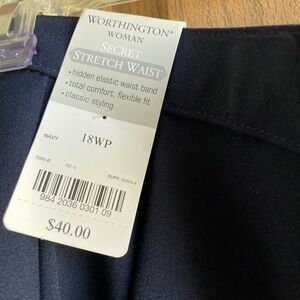 WORTHINGTON®
WOMAN
SECRET
STRETCH WAIST
• hidden elastic waist band
• total comfort, flexible fit
• classic styling
NAVY
18WP
984 2036 0301 09
$40.00